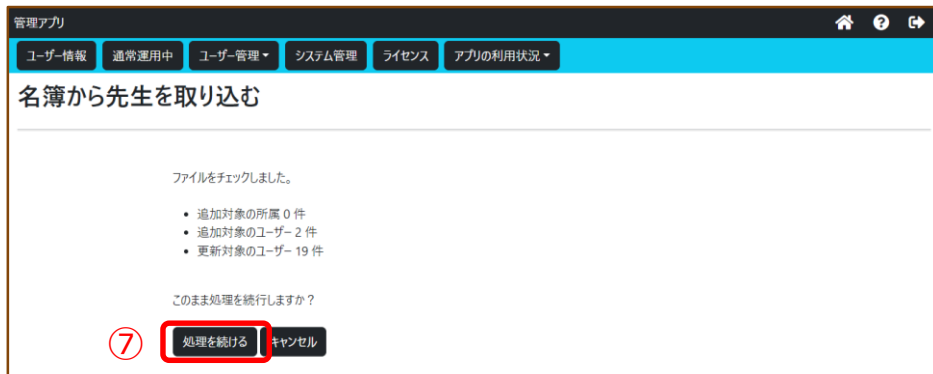 管理アプリ
ユーザー情報 通常運用中 ユーザー管理 システム管理 ライセンス アプリの利用状況
名簿から先生を取り込む
ファイルをチェックしました。
• 追加対象の所属 0 件
• 追加対象のユーザー 2 件
• 更新対象のユーザー 19 件
このまま処理を続行しますか？
⑦ 処理を続ける キャンセル